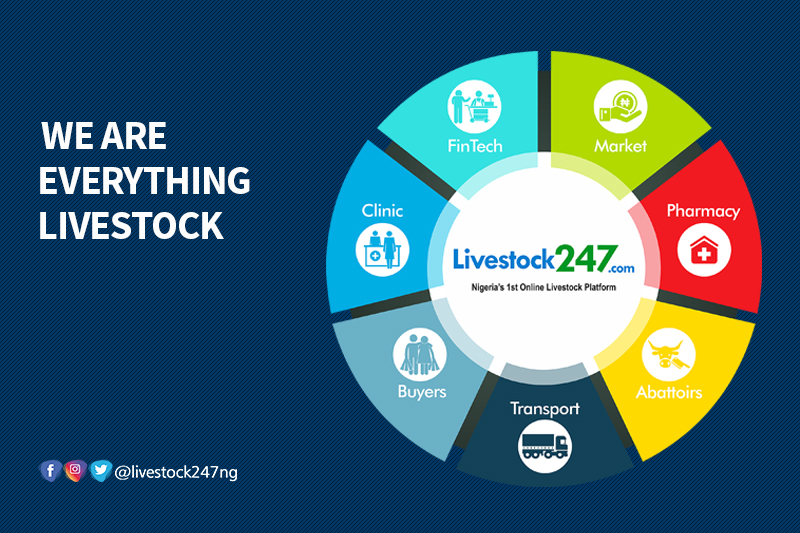 WE ARE
EVERYTHING
LIVESTOCK
FinTech
Market
Clinic
Pharmacy
Livestock247.com
Nigeria's 1st Online Livestock Platform
Buyers
Abattoirs
Transport
@livestock247ng